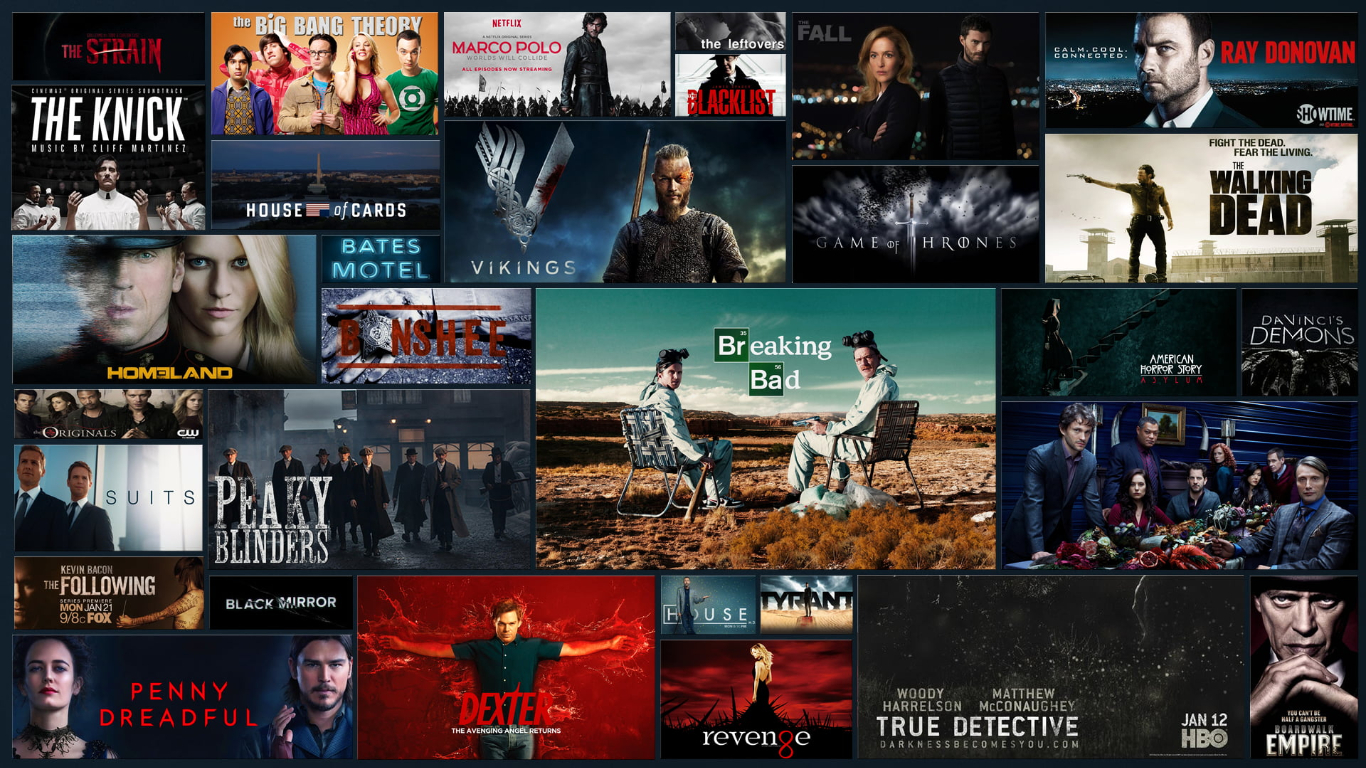 THE STRAIN
CINEMAX® ORIGINAL SERIES SOUNDTRACK
THE KNICK
MUSIC BY CLIFF MARTINEZ
the BIG BANG THEORY
HOUSE of CARDS
NETFLIX
A NETFLIX ORIGINAL SERIES
MARCO POLO
WORLDS WILL COLLIDE
ALL EPISODES NOW STREAMING
the leftovers
THE BLACKLIST
VIKINGS
THE FALL
GAME OF THRONES
CALM. COOL.
CONNECTED.
RAY DONOVAN
SHOWTIME
FIGHT THE DEAD.
FEAR THE LIVING.
THE
WALKING
DEAD
HOMELAND
BATES
MOTEL
BANSHEE
35
Breaking
56
Bad
AMERICAN
HORROR STORY
ASYLUM
DAVINCI'S
DEMONS
the ORIGINALS
CW
SUITS
PEAKY
BLINDERS
KEVIN BACON
THE FOLLOWING
SERIES PREMIERE
MON JAN 21
9/8c FOX
BLACK MIRROR
PENNY
DREADFUL
DEXTER
THE AVENGING ANGEL RETURNS
HOUSE
TYRANT
revenge
WOODY
HARRELSON
MATTHEW
McCONAUGHEY
TRUE DETECTIVE
DARKNESSBECOMESYOU.COM
JAN 12
HBO
YOU CAN'T BE
HALF A GANGSTER
BOARDWALK
EMPIRE